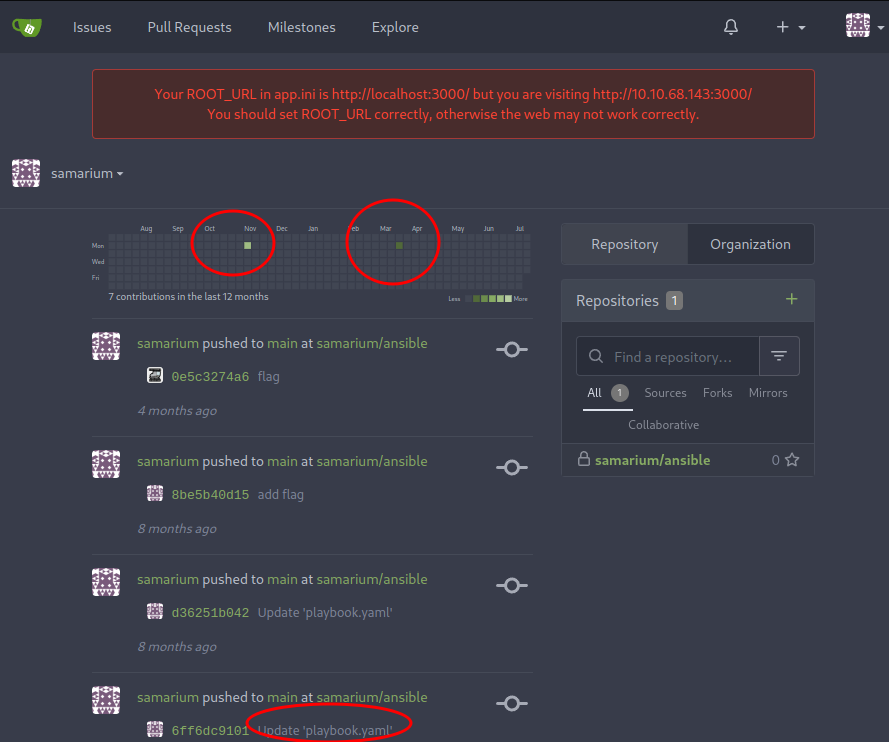 Issues Pull Requests Milestones Explore
Your ROOT_URL in app.ini is http://localhost:3000/ but you are visiting http://10.10.68.143:3000/
You should set ROOT_URL correctly, otherwise the web may not work correctly.
samarium
Aug Sep Oct Nov Dec Jan Feb Mar Apr May Jun Jul
Mon
Wed
Fri
7 contributions in the last 12 months
Less More
samarium pushed to main at samarium/ansible
0e5c3274a6 flag
4 months ago
samarium pushed to main at samarium/ansible
8be5b40d15 add flag
8 months ago
samarium pushed to main at samarium/ansible
d36251b042 Update 'playbook.yaml'
8 months ago
samarium pushed to main at samarium/ansible
6ff6dc9101 Update 'playbook.yaml'
Repository Organization
Repositories 1
Find a repository...
All 1 Sources Forks Mirrors
Collaborative
samarium/ansible 0